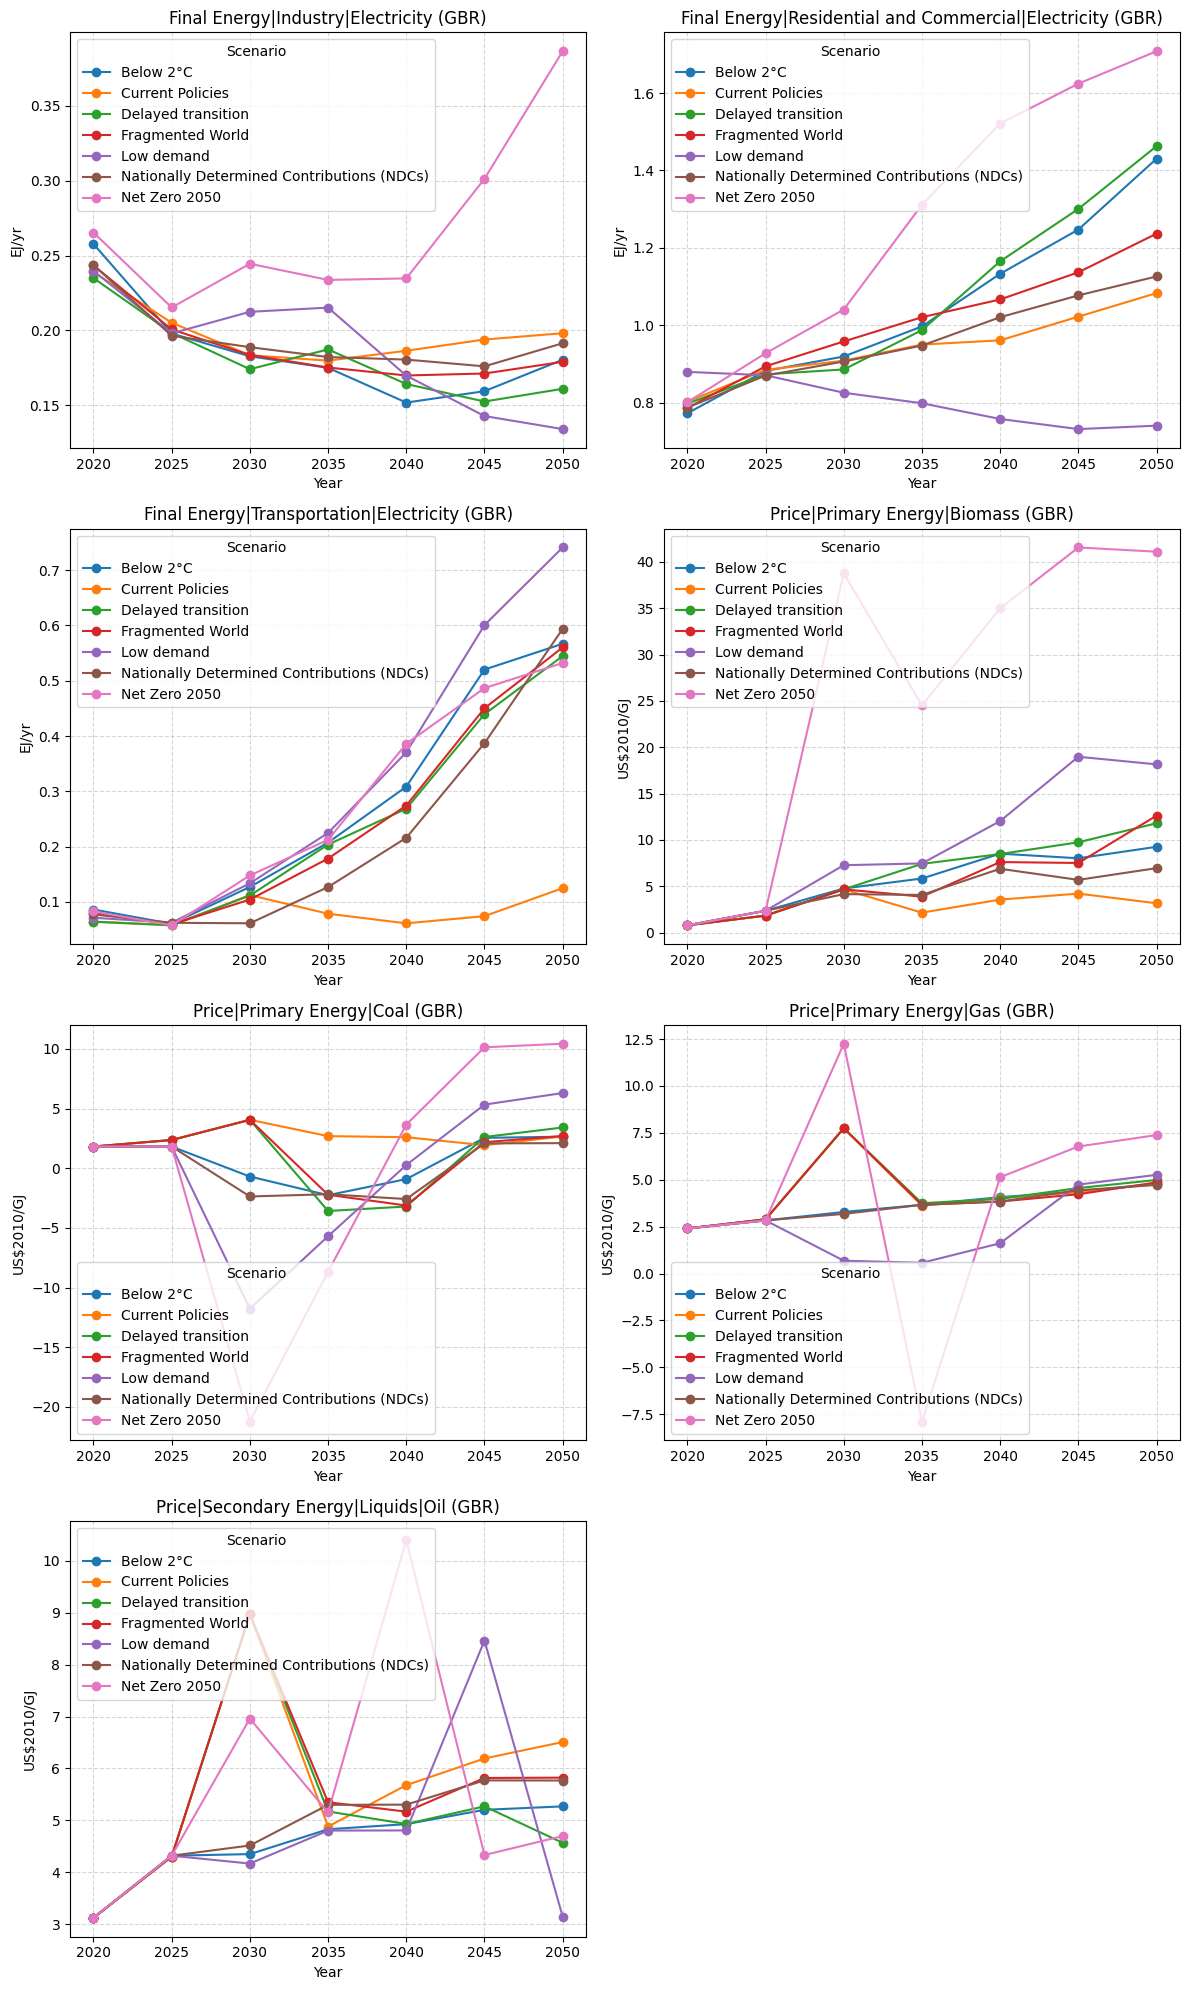 Final Energy|Industry|Electricity (GBR)
EJ/yr
0.35
0.30
0.25
0.20
0.15
Scenario
Below 2°C
Current Policies
Delayed transition
Fragmented World
Low demand
Nationally Determined Contributions (NDCs)
Net Zero 2050
2020 2025 2030 2035 2040 2045 2050
Year
Final Energy|Residential and Commercial|Electricity (GBR)
EJ/yr
1.6
1.4
1.2
1.0
0.8
Scenario
Below 2°C
Current Policies
Delayed transition
Fragmented World
Low demand
Nationally Determined Contributions (NDCs)
Net Zero 2050
2020 2025 2030 2035 2040 2045 2050
Year
Final Energy|Transportation|Electricity (GBR)
EJ/yr
0.7
0.6
0.5
0.4
0.3
0.2
0.1
Scenario
Below 2°C
Current Policies
Delayed transition
Fragmented World
Low demand
Nationally Determined Contributions (NDCs)
Net Zero 2050
2020 2025 2030 2035 2040 2045 2050
Year
Price|Primary Energy|Biomass (GBR)
US$2010/GJ
40
35
30
25
20
15
10
5
0
Scenario
Below 2°C
Current Policies
Delayed transition
Fragmented World
Low demand
Nationally Determined Contributions (NDCs)
Net Zero 2050
2020 2025 2030 2035 2040 2045 2050
Year
Price|Primary Energy|Coal (GBR)
US$2010/GJ
10
5
0
−5
−10
−15
−20
Scenario
Below 2°C
Current Policies
Delayed transition
Fragmented World
Low demand
Nationally Determined Contributions (NDCs)
Net Zero 2050
2020 2025 2030 2035 2040 2045 2050
Year
Price|Primary Energy|Gas (GBR)
US$2010/GJ
12.5
10.0
7.5
5.0
2.5
0.0
−2.5
−5.0
−7.5
Scenario
Below 2°C
Current Policies
Delayed transition
Fragmented World
Low demand
Nationally Determined Contributions (NDCs)
Net Zero 2050
2020 2025 2030 2035 2040 2045 2050
Year
Price|Secondary Energy|Liquids|Oil (GBR)
US$2010/GJ
10
9
8
7
6
5
4
3
Scenario
Below 2°C
Current Policies
Delayed transition
Fragmented World
Low demand
Nationally Determined Contributions (NDCs)
Net Zero 2050
2020 2025 2030 2035 2040 2045 2050
Year